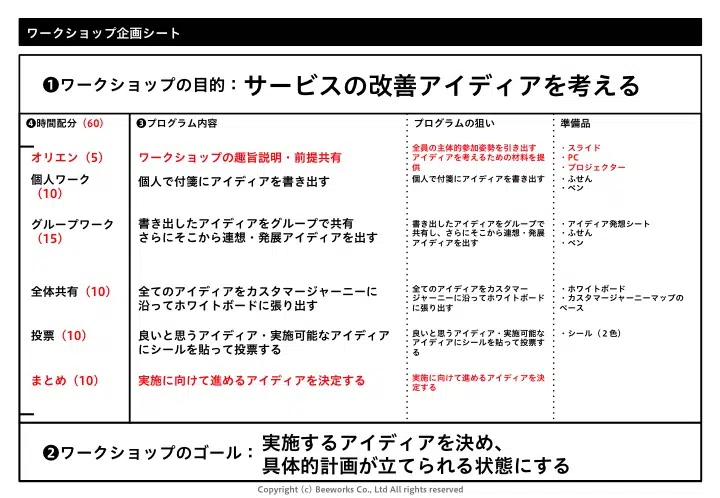 ワークショップ企画シート
❶ワークショップの目的：サービスの改善アイディアを考える
❹時間配分（60）
❸プログラム内容
プログラムの狙い
準備品
オリエン（5）
ワークショップの趣旨説明・前提共有
全員の主体的参加姿勢を引き出す
アイディアを考えるための材料を提
供
・スライド
・PC
・プロジェクター
個人ワーク
（10）
個人で付箋にアイディアを書き出す
個人で付箋にアイディアを書き出す
・ふせん
・ペン
グループワーク
（15）
書き出したアイディアをグループで共有
さらにそこから連想・発展アイディアを出す
書き出したアイディアをグループで
共有し、さらにそこから連想・発展
アイディアを出す
・アイディア発想シート
・ふせん
・ペン
全体共有（10）
全てのアイディアをカスタマージャーニーに
沿ってホワイトボードに張り出す
全てのアイディアをカスタマー
ジャーニーに沿ってホワイトボード
に張り出す
・ホワイトボード
・カスタマージャーニーマップの
ベース
投票（10）
良いと思うアイディア・実施可能なアイディア
にシールを貼って投票する
良いと思うアイディア・実施可能な
アイディアにシールを貼って投票す
る
・シール（２色）
まとめ（10）
実施に向けて進めるアイディアを決定する
実施に向けて進めるアイディアを決
定する
❷ワークショップのゴール：
実施するアイディアを決め、
具体的計画が立てられる状態にする
Copyright（c）Beeworks Co., Ltd All rights reserved